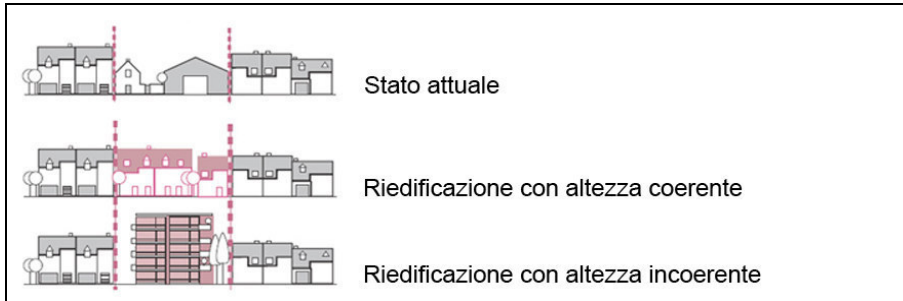 Stato attuale
Riedificazione con altezza coerente
Riedificazione con altezza incoerente